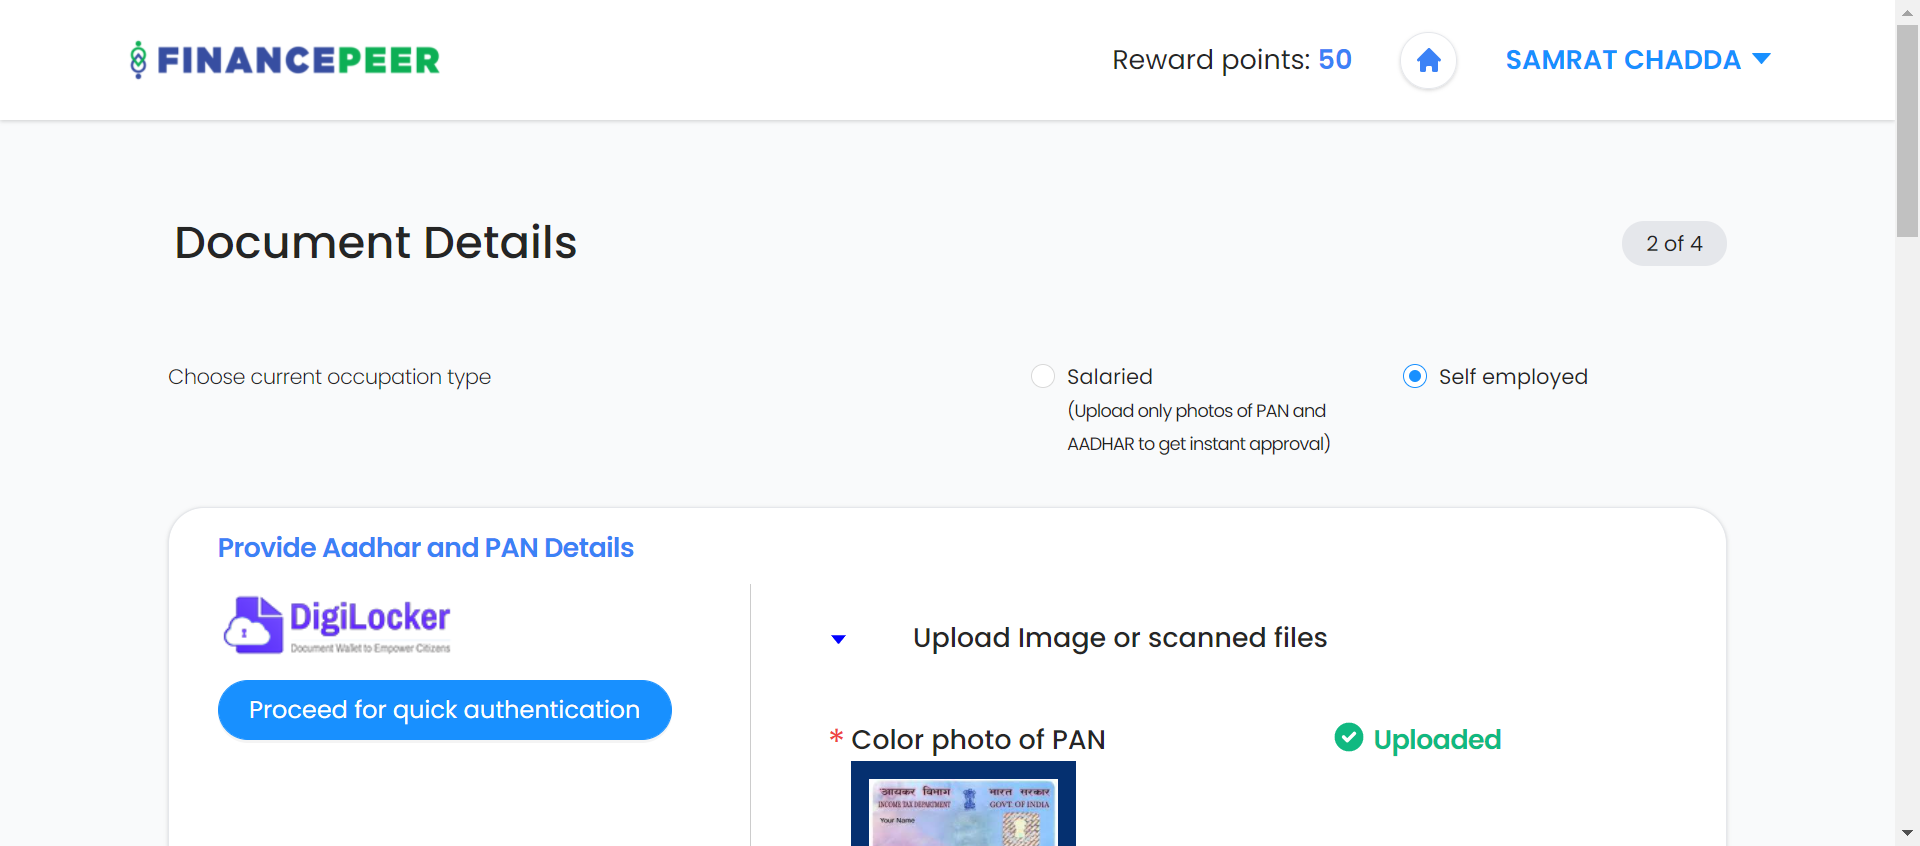 FINANCEPEER
Reward points: 50
SAMRAT CHADDA
Document Details
2 of 4
Choose current occupation type
Salaried
(Upload only photos of PAN and
AADHAR to get instant approval)
Self employed
Provide Aadhar and PAN Details
DigiLocker
Document Wallet to Empower Citizens
Proceed for quick authentication
Upload Image or scanned files
* Color photo of PAN
Uploaded
आयकर विभाग
भारत सरकार
INCOME TAX DEPARTMENT
GOVT OF INDIA
Your Name